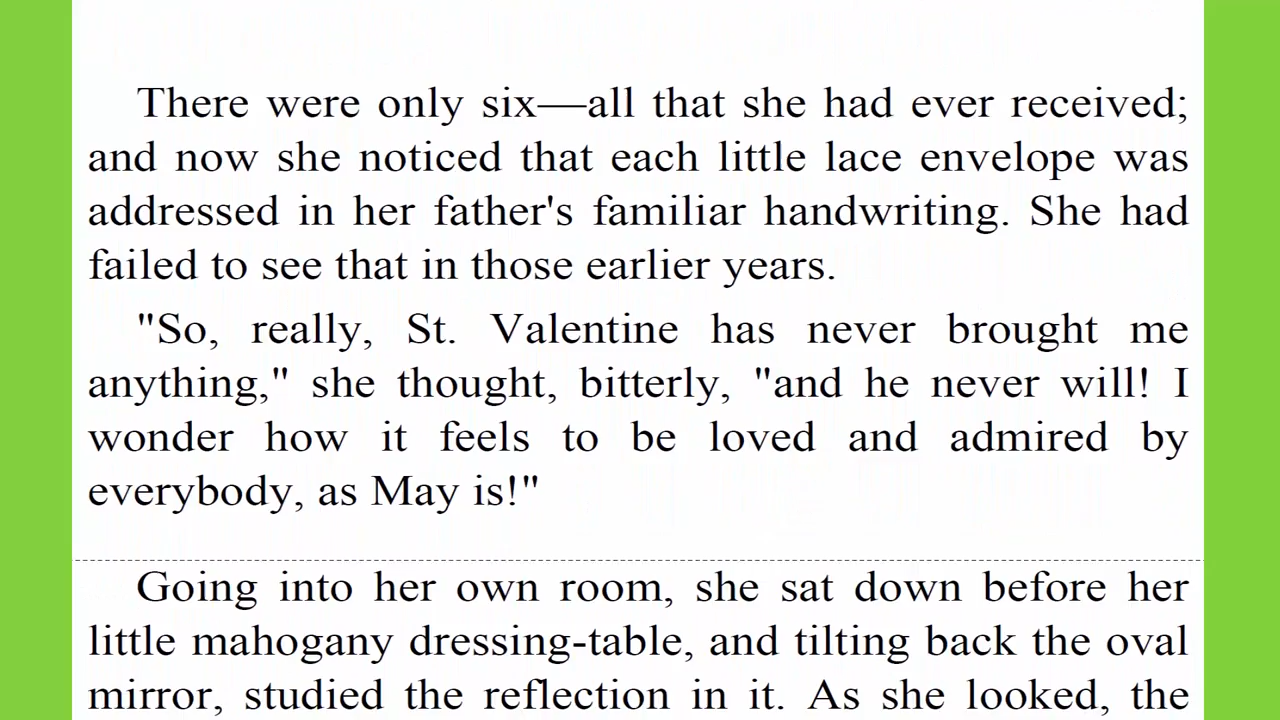 There were only six—all that she had ever received;
and now she noticed that each little lace envelope was
addressed in her father's familiar handwriting. She had
failed to see that in those earlier years.
"So, really, St. Valentine has never brought me
anything," she thought, bitterly, "and he never will! I
wonder how it feels to be loved and admired by
everybody, as May is!"
Going into her own room, she sat down before her
little mahogany dressing-table, and tilting back the oval
mirror, studied the reflection in it. As she looked, the